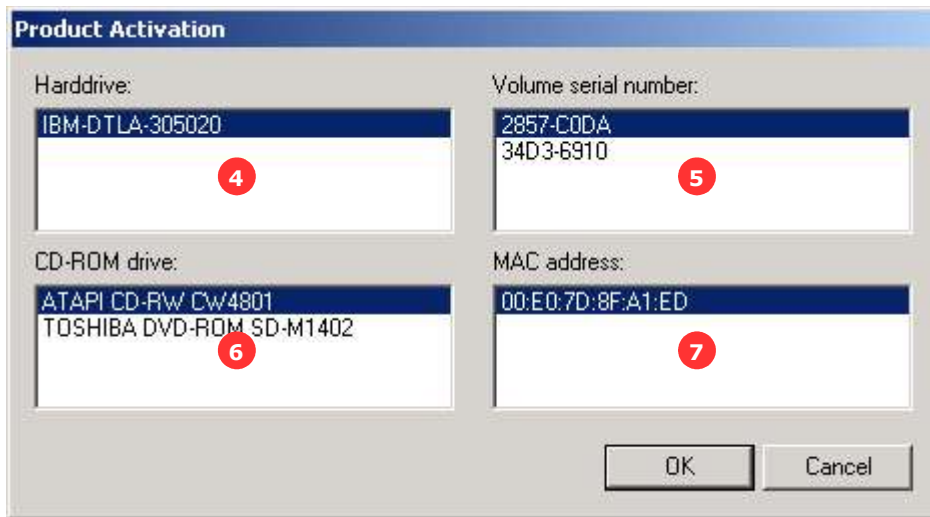 Product Activation
Harddrive:
IBM-DTLA-305020
4
Volume serial number:
2857-C0DA
34D3-6910
5
CD-ROM drive:
ATAPI CD-RW CW4801
TOSHIBA DVD-ROM SD-M1402
6
MAC address:
00:E0:7D:8F:A1:ED
7
OK
Cancel